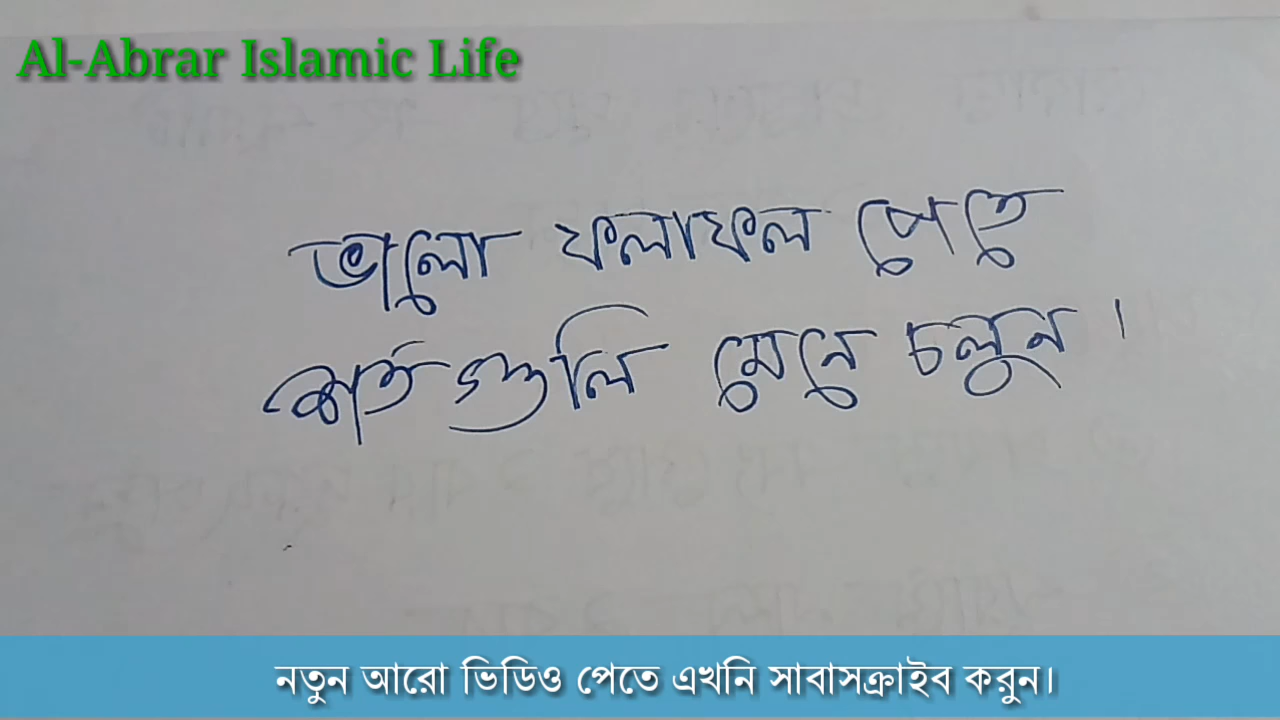 Al-Abrar Islamic Life
ভালো ফলাফল পেতে
শর্তগুলি মেনে চলুন।
নতুন আরো ভিডিও পেতে এখনি সাবাসক্রাইব করুন।